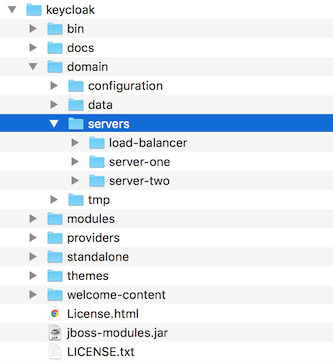 keycloak
bin
docs
domain
configuration
data
servers
load-balancer
server-one
server-two
tmp
modules
providers
standalone
themes
welcome-content
License.html
jboss-modules.jar
LICENSE.txt